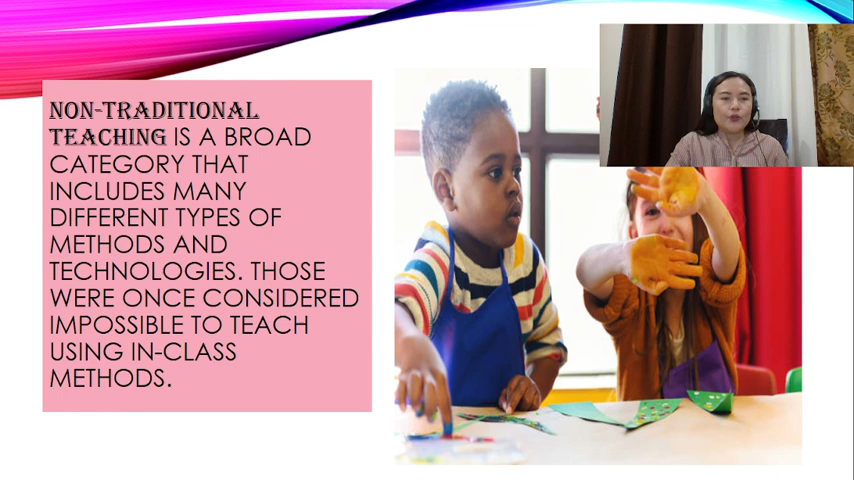 NON-TRADITIONAL
TEACHING IS A BROAD
CATEGORY THAT
INCLUDES MANY
DIFFERENT TYPES OF
METHODS AND
TECHNOLOGIES. THOSE
WERE ONCE CONSIDERED
IMPOSSIBLE TO TEACH
USING IN-CLASS
METHODS.